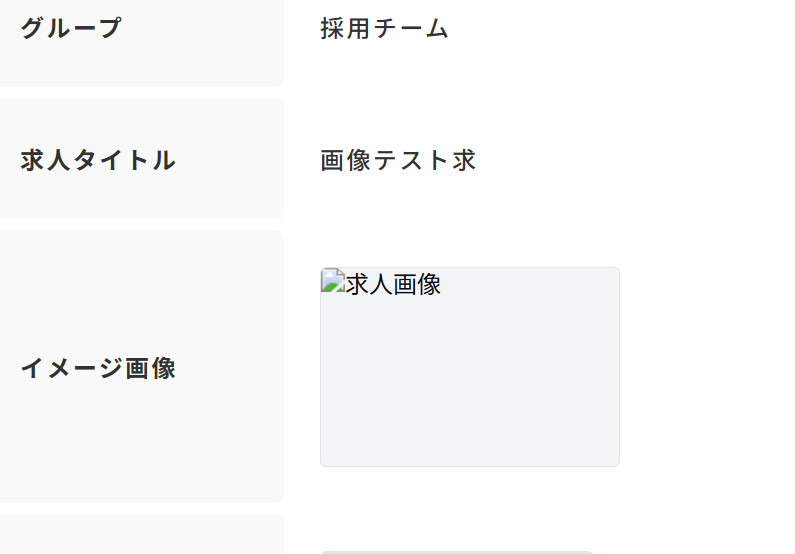 グループ
採用チーム
求人タイトル
画像テスト求
イメージ画像
求人画像